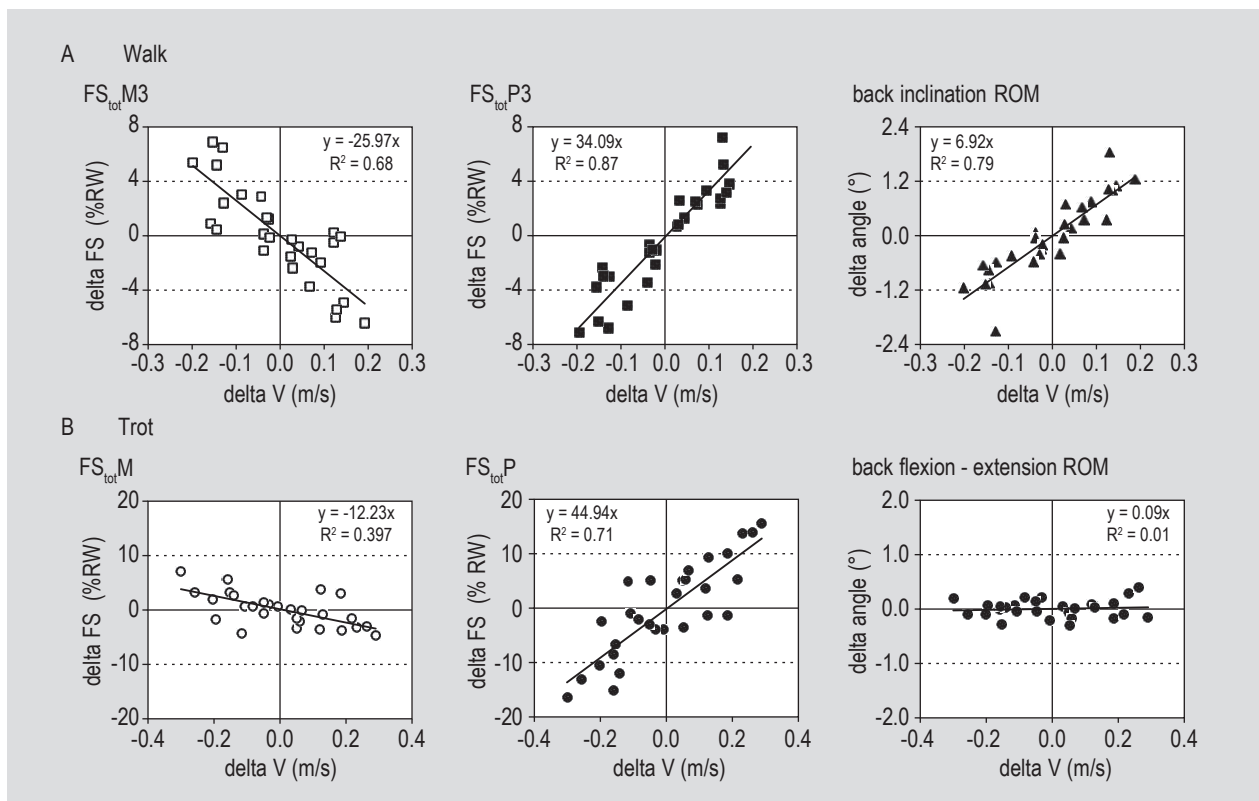 A Walk
FStotM3
delta FS (%RW)
8
4
0
-4
-8
y = -25.97x
R² = 0.68
-0.3 -0.2 -0.1 0.0 0.1 0.2 0.3
delta V (m/s)
FStotP3
delta FS (%RW)
8
4
0
-4
-8
y = 34.09x
R² = 0.87
-0.3 -0.2 -0.1 0.0 0.1 0.2 0.3
delta V (m/s)
back inclination ROM
delta angle (°)
2.4
1.2
0.0
-1.2
-2.4
y = 6.92x
R² = 0.79
-0.3 -0.2 -0.1 0.0 0.1 0.2 0.3
delta V (m/s)
B Trot
FStotM
delta FS (%RW)
20
10
0
-10
-20
y = -12.23x
R² = 0.397
-0.4 -0.2 0.0 0.2 0.4
delta V (m/s)
FStotP
delta FS (% RW)
20
10
0
-10
-20
y = 44.94x
R² = 0.71
-0.4 -0.2 0.0 0.2 0.4
delta V (m/s)
back flexion - extension ROM
delta angle (°)
2.0
1.0
0.0
-1.0
-2.0
y = 0.09x
R² = 0.01
-0.4 -0.2 0.0 0.2 0.4
delta V (m/s)